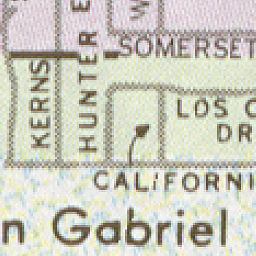 SOMERSET
KERNS
HUNTER E
LOS
DR
CALIFORNI
n Gabriel